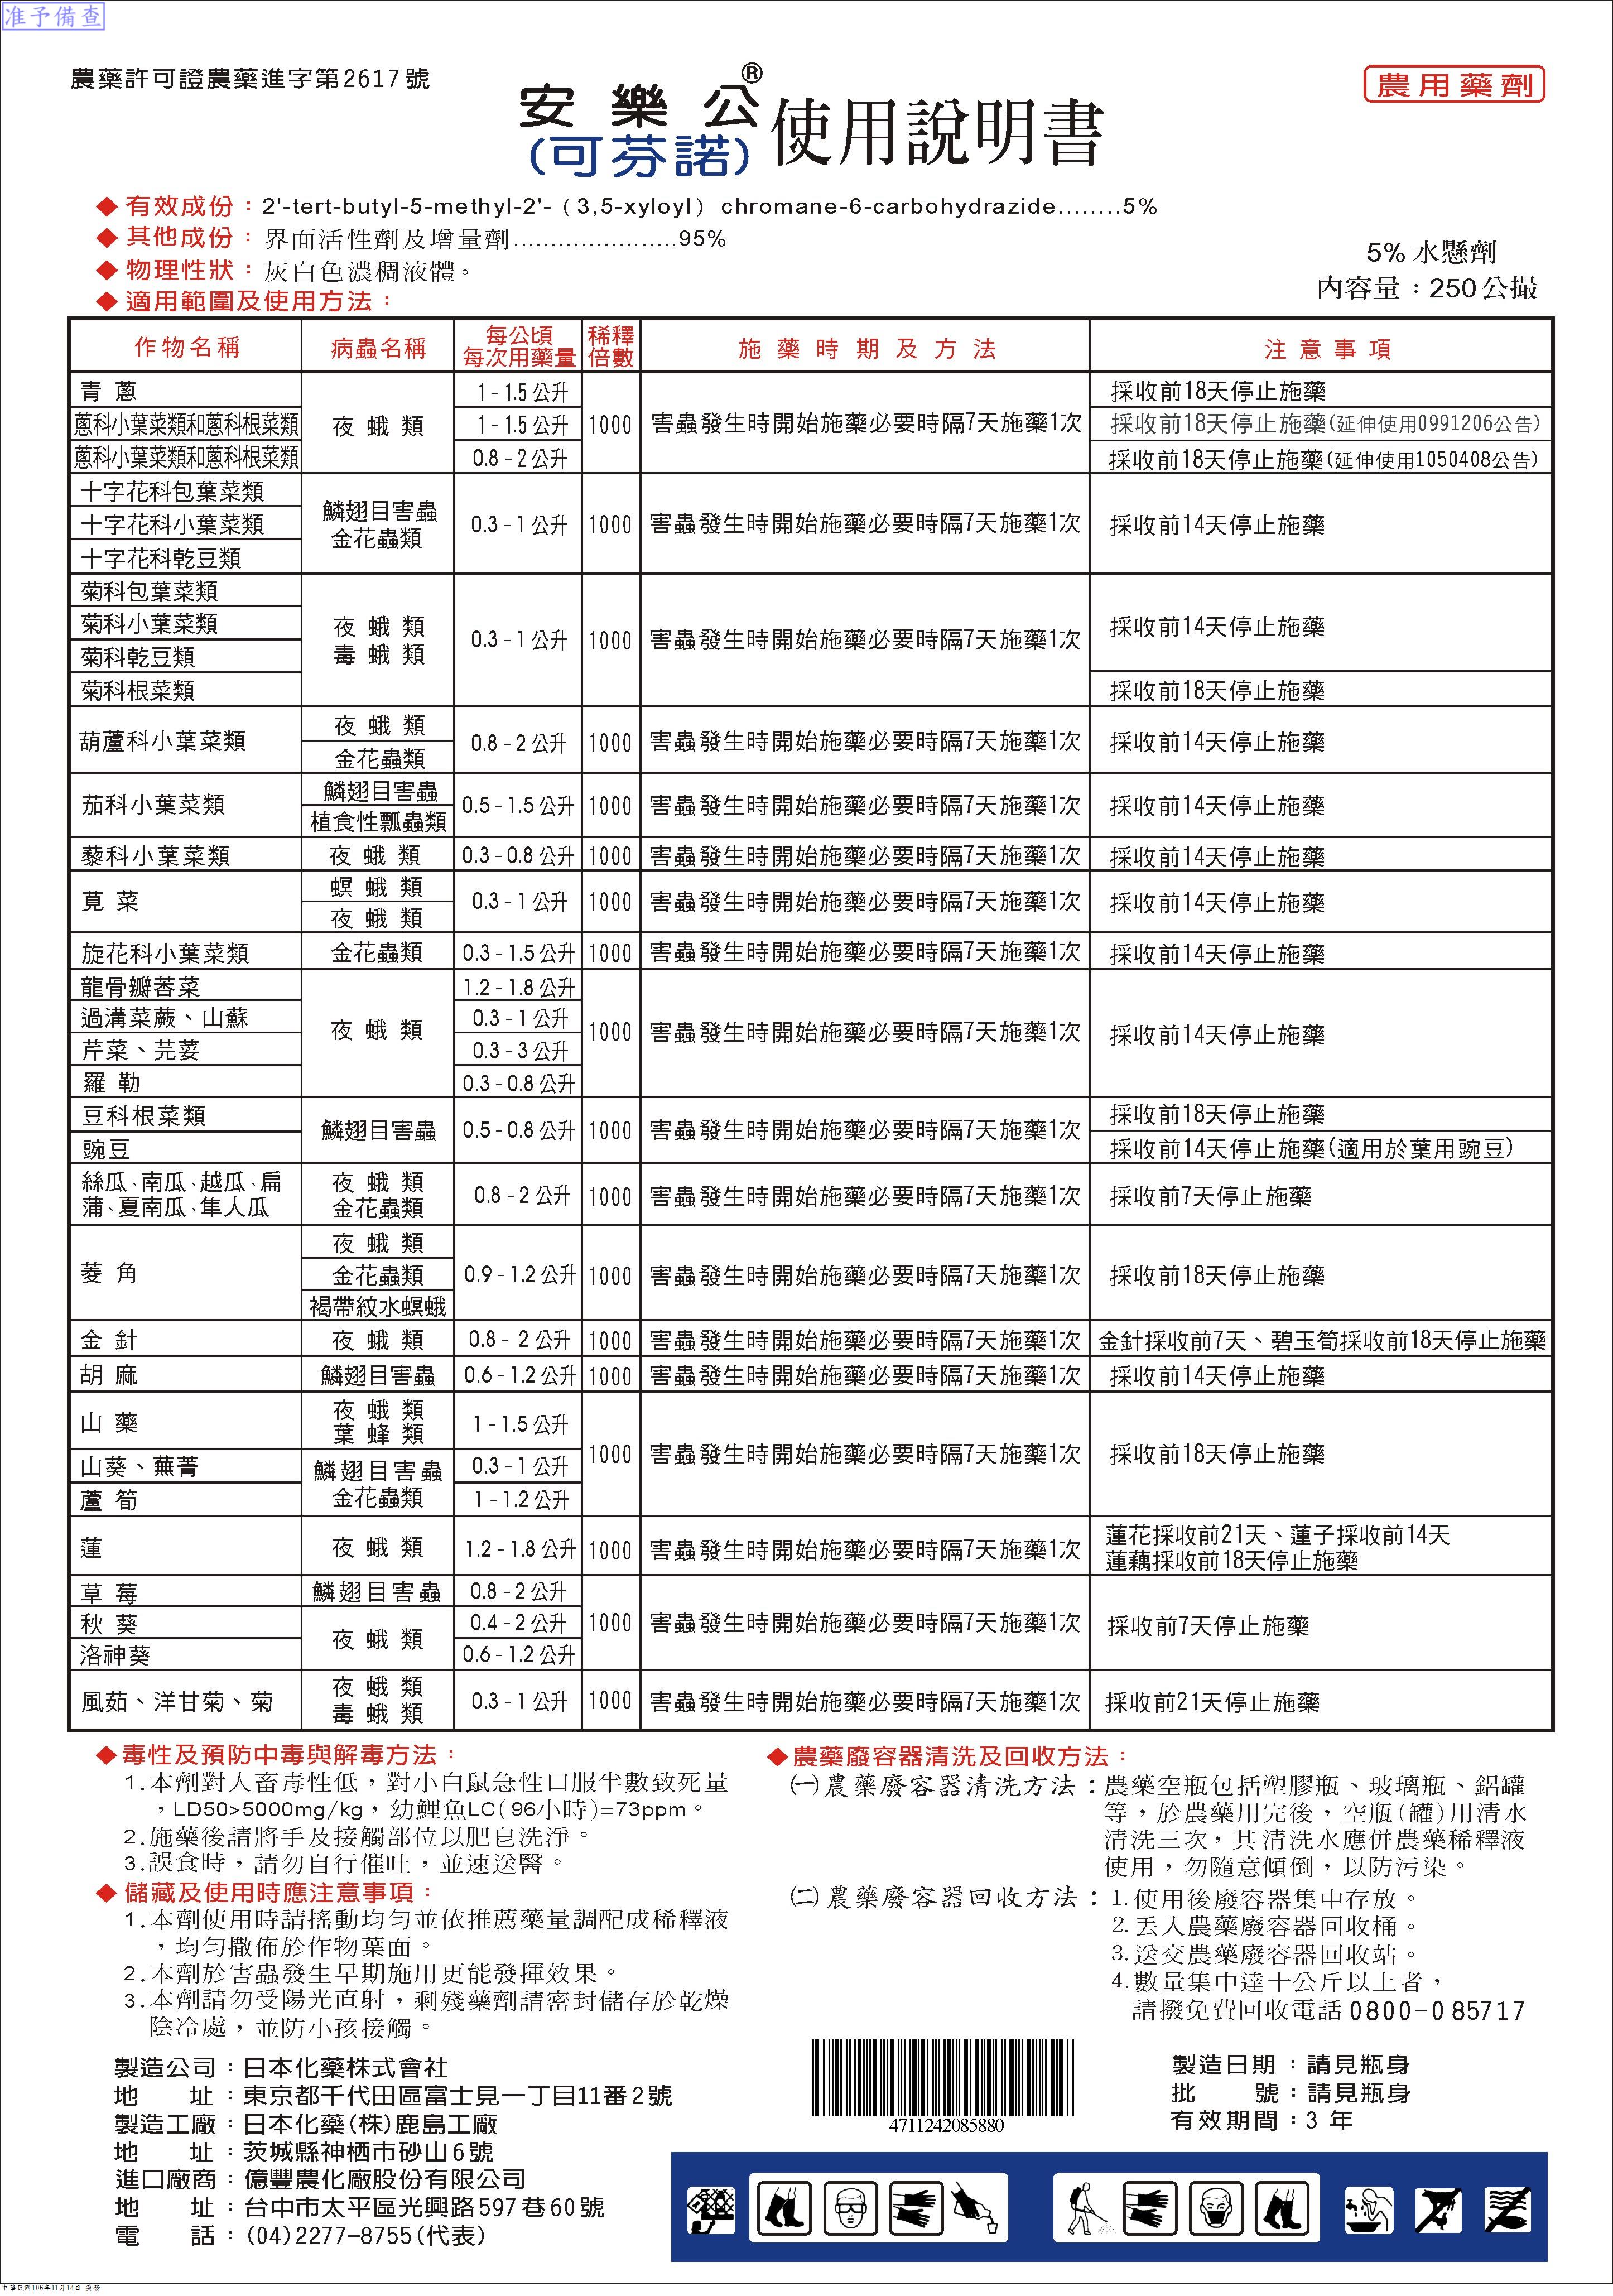 准予備查
農藥許可證農藥進字第2617號
農用藥劑
安樂公®
(可芬諾)
使用說明書
◆ 有效成份：2'-tert-butyl-5-methyl-2'-（3,5-xyloyl）chromane-6-carbohydrazide........5%
◆ 其他成份：界面活性劑及增量劑......................95%
◆ 物理性狀：灰白色濃稠液體。
5% 水懸劑
內容量：250公撮
◆ 適用範圍及使用方法：
作物名稱 病蟲名稱 每公頃每次用藥量 稀釋倍數 施藥時期及方法 注意事項
青蔥 夜蛾類 1-1.5公升 1000 害蟲發生時開始施藥必要時隔7天施藥1次 採收前18天停止施藥
蔥科小葉菜類和蔥科根菜類 1-1.5公升 採收前18天停止施藥(延伸使用0991206公告)
蔥科小葉菜類和蔥科根菜類 0.8-2公升 採收前18天停止施藥(延伸使用1050408公告)
十字花科包葉菜類
十字花科小葉菜類 鱗翅目害蟲 金花蟲類 0.3-1公升 1000 害蟲發生時開始施藥必要時隔7天施藥1次 採收前14天停止施藥
十字花科乾豆類
菊科包葉菜類
菊科小葉菜類 夜蛾類 毒蛾類 0.3-1公升 1000 害蟲發生時開始施藥必要時隔7天施藥1次 採收前14天停止施藥
菊科乾豆類
菊科根菜類 採收前18天停止施藥
葫蘆科小葉菜類 夜蛾類 金花蟲類 0.8-2公升 1000 害蟲發生時開始施藥必要時隔7天施藥1次 採收前14天停止施藥
茄科小葉菜類 鱗翅目害蟲 植食性瓢蟲類 0.5-1.5公升 1000 害蟲發生時開始施藥必要時隔7天施藥1次 採收前14天停止施藥
藜科小葉菜類 夜蛾類 0.3-0.8公升 1000 害蟲發生時開始施藥必要時隔7天施藥1次 採收前14天停止施藥
莧菜 螟蛾類 夜蛾類 0.3-1公升 1000 害蟲發生時開始施藥必要時隔7天施藥1次 採收前14天停止施藥
旋花科小葉菜類 金花蟲類 0.3-1.5公升 1000 害蟲發生時開始施藥必要時隔7天施藥1次 採收前14天停止施藥
龍骨瓣莕菜 夜蛾類 1.2-1.8公升 1000 害蟲發生時開始施藥必要時隔7天施藥1次 採收前14天停止施藥
過溝菜蕨、山蘇 0.3-1公升
芹菜、芫荽 0.3-3公升
羅勒 0.3-0.8公升
豆科根菜類 鱗翅目害蟲 0.5-0.8公升 1000 害蟲發生時開始施藥必要時隔7天施藥1次 採收前18天停止施藥
豌豆 採收前14天停止施藥(適用於葉用豌豆)
絲瓜、南瓜、越瓜、扁蒲、夏南瓜、隼人瓜 夜蛾類 金花蟲類 0.8-2公升 1000 害蟲發生時開始施藥必要時隔7天施藥1次 採收前7天停止施藥
菱角 夜蛾類 金花蟲類 褐帶紋水螟蛾 0.9-1.2公升 1000 害蟲發生時開始施藥必要時隔7天施藥1次 採收前18天停止施藥
金針 夜蛾類 0.8-2公升 1000 害蟲發生時開始施藥必要時隔7天施藥1次 金針採收前7天、碧玉筍採收前18天停止施藥
胡麻 鱗翅目害蟲 0.6-1.2公升 1000 害蟲發生時開始施藥必要時隔7天施藥1次 採收前14天停止施藥
山藥 夜蛾類 葉蜂類 1-1.5公升 1000 害蟲發生時開始施藥必要時隔7天施藥1次 採收前18天停止施藥
山葵、蕪菁 鱗翅目害蟲 金花蟲類 0.3-1公升
蘆筍 1-1.2公升
蓮 夜蛾類 1.2-1.8公升 1000 害蟲發生時開始施藥必要時隔7天施藥1次 蓮花採收前21天、蓮子採收前14天 蓮藕採收前18天停止施藥
草莓 鱗翅目害蟲 0.8-2公升 1000 害蟲發生時開始施藥必要時隔7天施藥1次 採收前7天停止施藥
秋葵 夜蛾類 0.4-2公升
洛神葵 0.6-1.2公升
風茹、洋甘菊、菊 夜蛾類 毒蛾類 0.3-1公升 1000 害蟲發生時開始施藥必要時隔7天施藥1次 採收前21天停止施藥
◆毒性及預防中毒與解毒方法：
1.本劑對人畜毒性低，對小白鼠急性口服半數致死量
，LD50>5000mg/kg，幼鯉魚LC(96小時)=73ppm。
2.施藥後請將手及接觸部位以肥皂洗淨。
3.誤食時，請勿自行催吐，並速送醫。
◆儲藏及使用時應注意事項：
1.本劑使用時請搖動均勻並依推薦藥量調配成稀釋液
，均勻撒佈於作物葉面。
2.本劑於害蟲發生早期施用更能發揮效果。
3.本劑請勿受陽光直射，剩殘藥劑請密封儲存於乾燥
陰冷處，並防小孩接觸。
◆農藥廢容器清洗及回收方法：
㈠農藥廢容器清洗方法：農藥空瓶包括塑膠瓶、玻璃瓶、鋁罐
等，於農藥用完後，空瓶(罐)用清水
清洗三次，其清洗水應併農藥稀釋液
使用，勿隨意傾倒，以防污染。
㈡農藥廢容器回收方法：1.使用後廢容器集中存放。
2.丟入農藥廢容器回收桶。
3.送交農藥廢容器回收站。
4.數量集中達十公斤以上者，
請撥免費回收電話0800-085717
製造公司：日本化藥株式會社
地　　址：東京都千代田區富士見一丁目11番2號
製造工廠：日本化藥(株)鹿島工廠
地　　址：茨城縣神栖市砂山6號
進口廠商：億豐農化廠股份有限公司
地　　址：台中市太平區光興路597巷60號
電　　話：(04)2277-8755(代表)
4711242085880
製造日期：請見瓶身
批　　號：請見瓶身
有效期間：3 年
中華民國106年11月14日 簽發